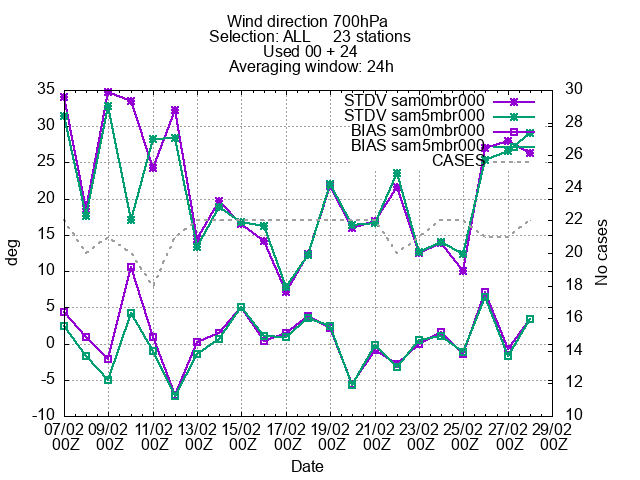 Wind direction 700hPa
Selection: ALL 23 stations
Used 00 + 24
Averaging window: 24h
STDV sam0mbr000
STDV sam5mbr000
BIAS sam0mbr000
BIAS sam5mbr000
CASES
35
30
25
20
15
10
5
0
-5
-10
deg
30
28
26
24
22
20
18
16
14
12
10
No cases
07/02 09/02 11/02 13/02 15/02 17/02 19/02 21/02 23/02 25/02 27/02 29/02
00Z 00Z 00Z 00Z 00Z 00Z 00Z 00Z 00Z 00Z 00Z 00Z
Date